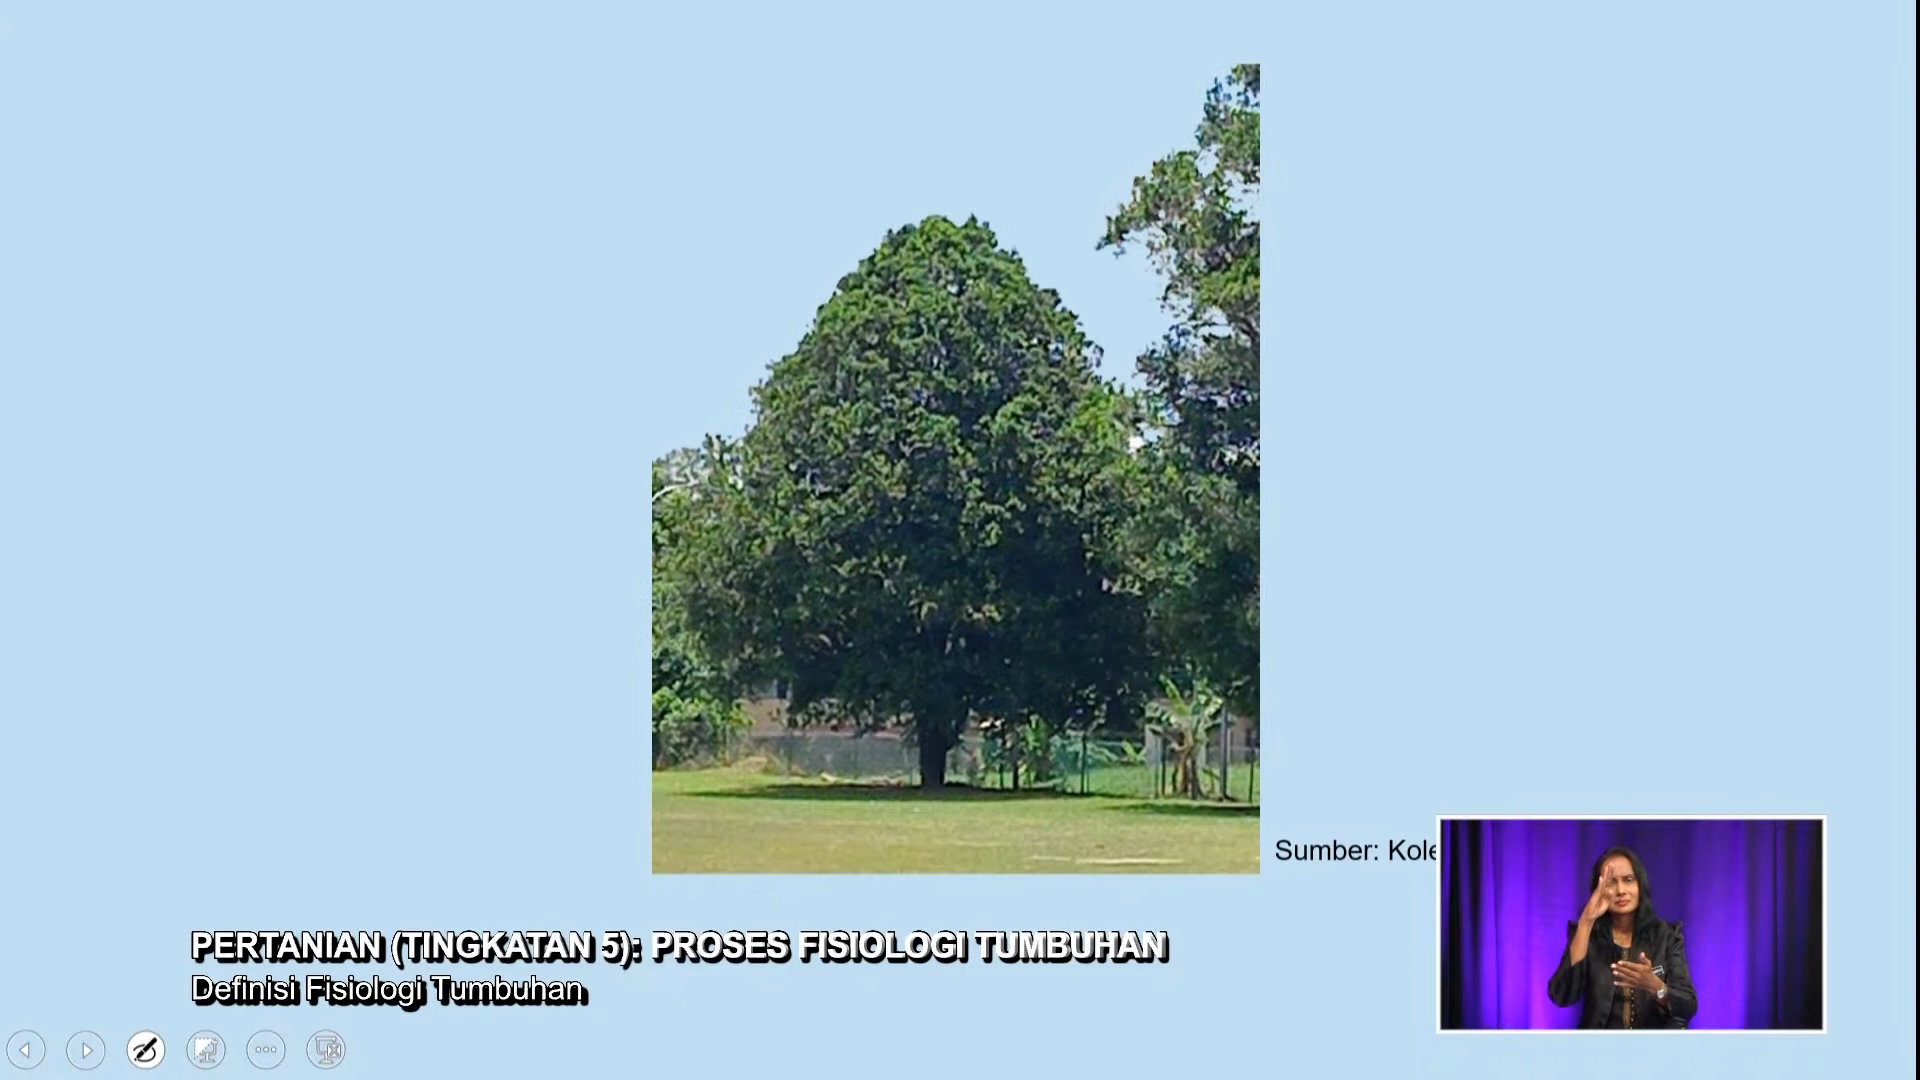 Sumber: Kole
PERTANIAN (TINGKATAN 5): PROSES FISIOLOGI TUMBUHAN
Definisi Fisiologi Tumbuhan